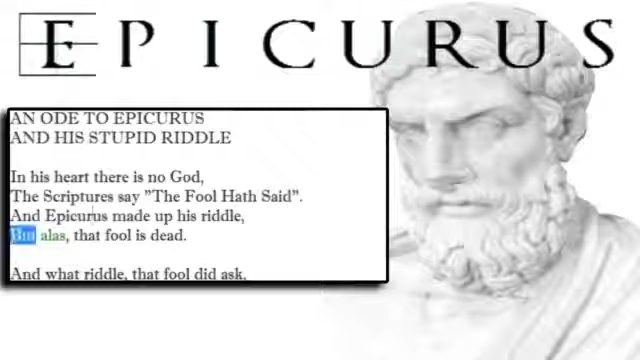 EPICURUS
AN ODE TO EPICURUS
AND HIS STUPID RIDDLE
In his heart there is no God,
The Scriptures say "The Fool Hath Said".
And Epicurus made up his riddle,
But alas, that fool is dead.
And what riddle, that fool did ask.